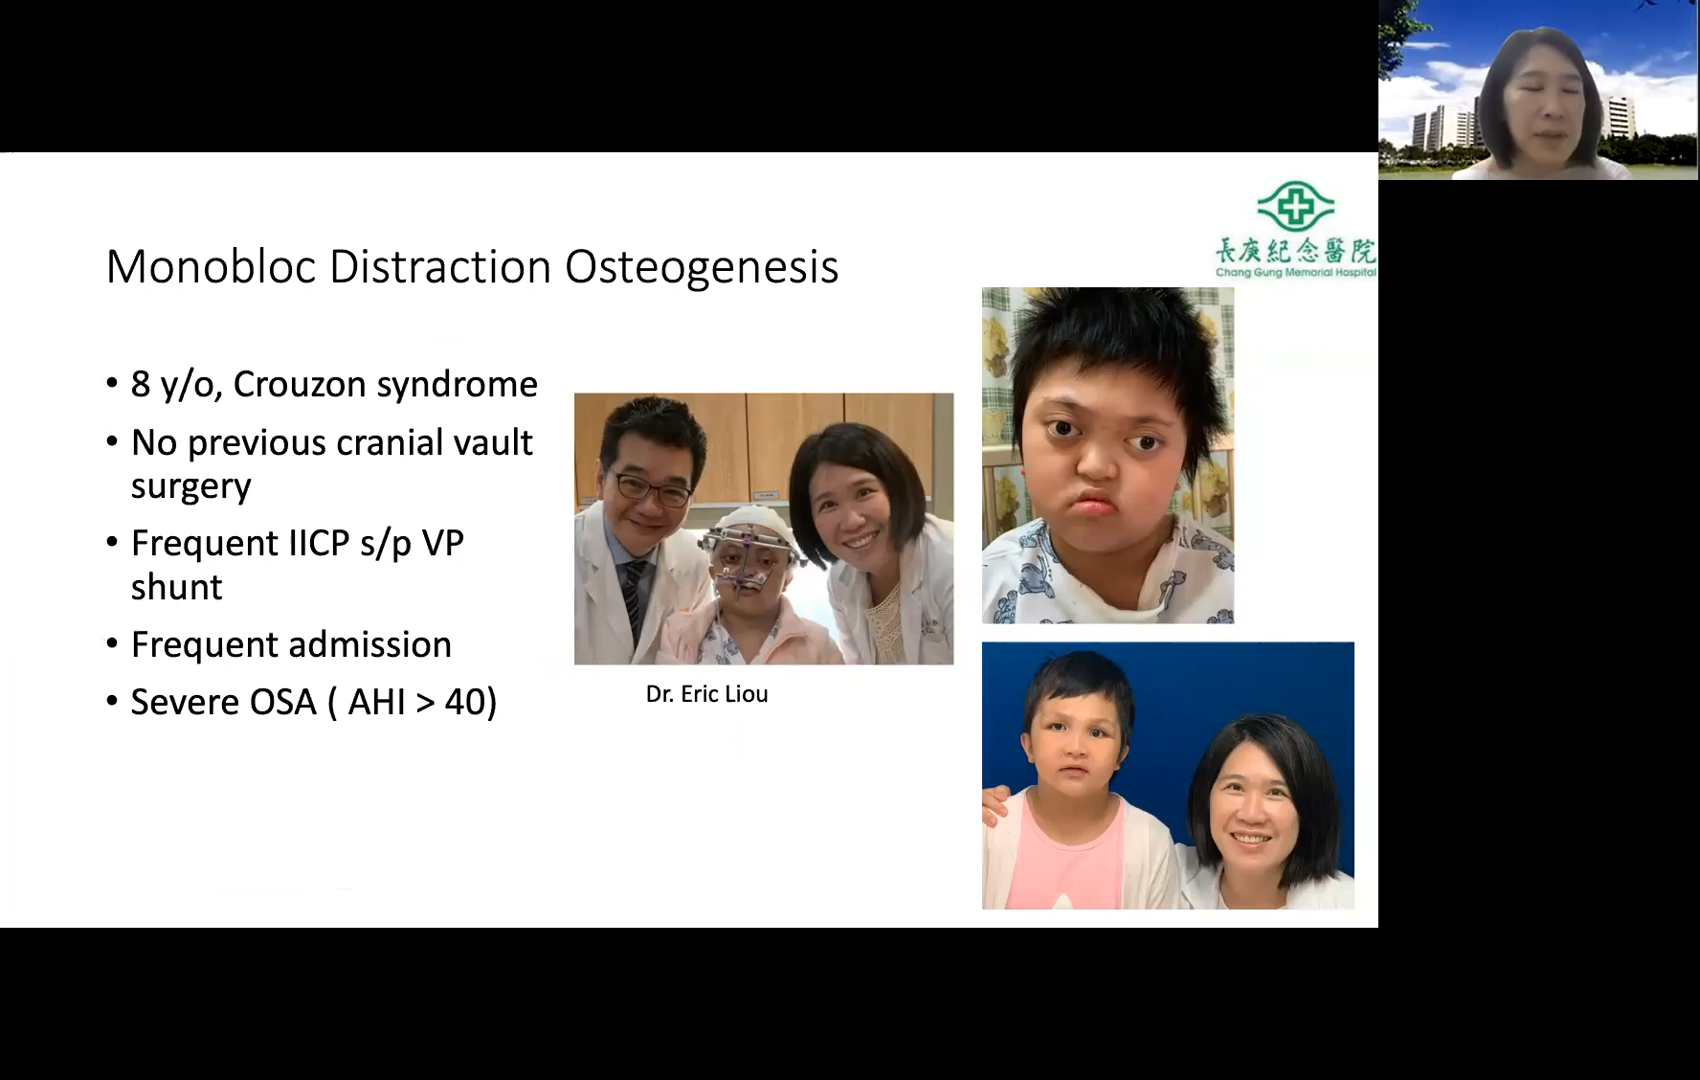 長庚紀念醫院
Chang Gung Memorial Hospital
Monobloc Distraction Osteogenesis
• 8 y/o, Crouzon syndrome
• No previous cranial vault
surgery
• Frequent IICP s/p VP
shunt
• Frequent admission
• Severe OSA ( AHI > 40)
Dr. Eric Liou